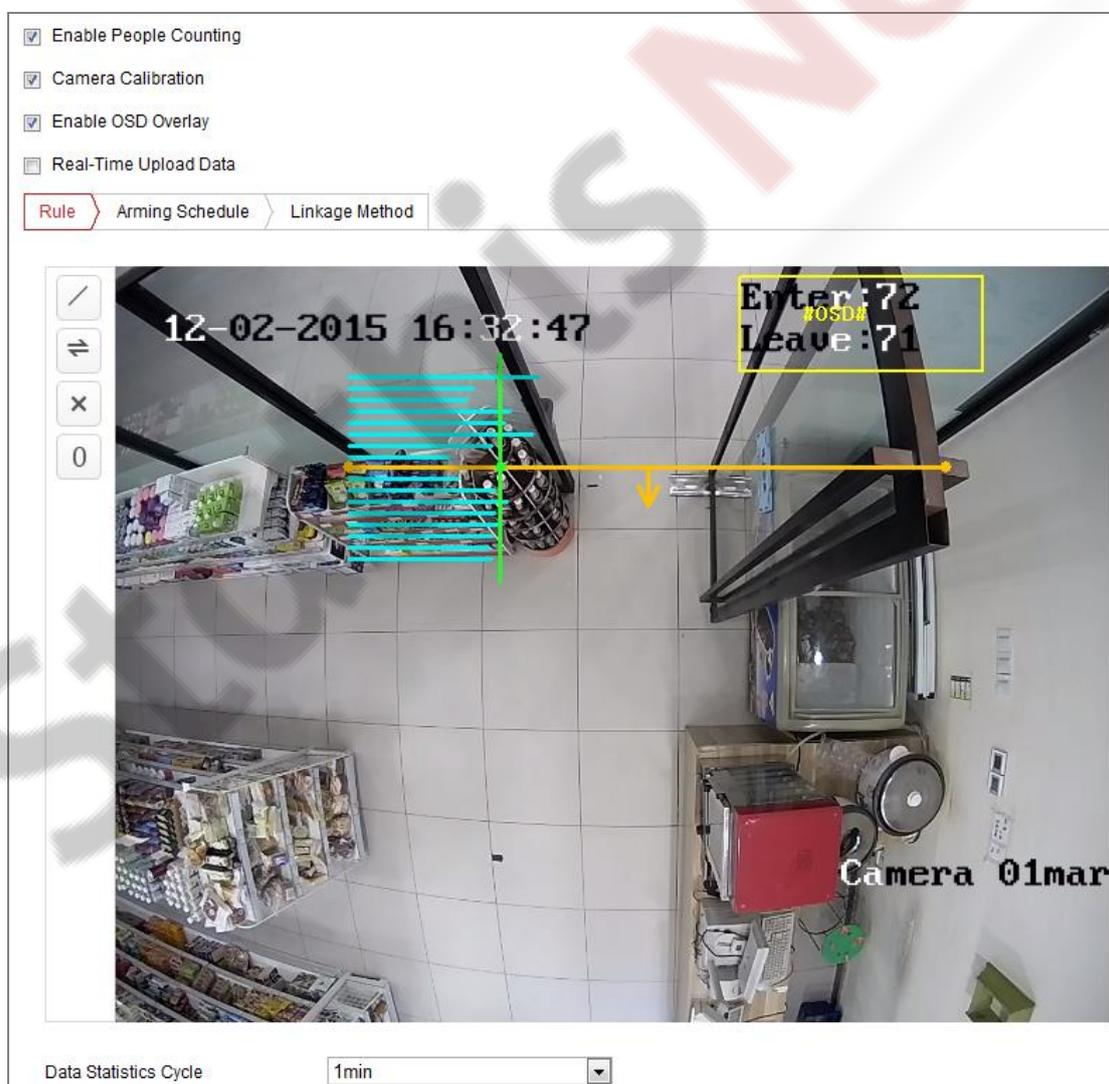 Enable People Counting
Camera Calibration
Enable OSD Overlay
Real-Time Upload Data
Rule Arming Schedule Linkage Method
12-02-2015 16:32:47
Enter:72
#OSD#
Leave:71
0
Camera 01mar
Data Statistics Cycle 1min